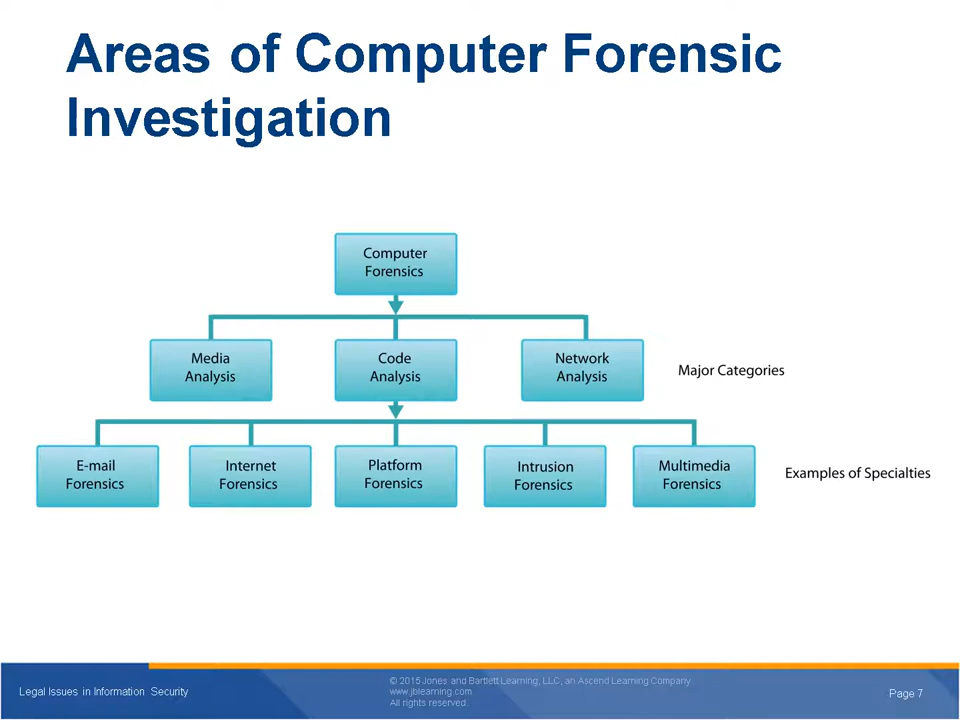 Areas of Computer Forensic
Investigation
Computer
Forensics
Media
Analysis
Code
Analysis
Network
Analysis
Major Categories
E-mail
Forensics
Internet
Forensics
Platform
Forensics
Intrusion
Forensics
Multimedia
Forensics
Examples of Specialties
Legal Issues in Information Security
© 2015 Jones and Bartlett Learning, LLC, an Ascend Learning Company
www.jblearning.com
All rights reserved.
Page 7